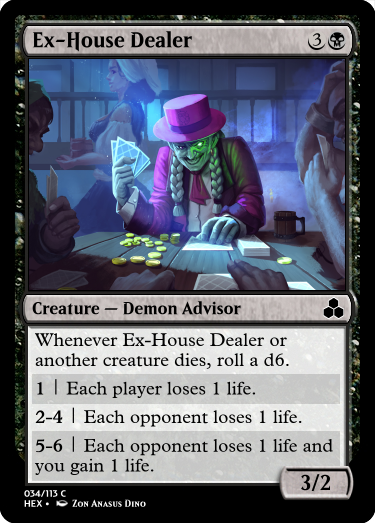 Ex-House Dealer 3
Creature — Demon Advisor
Whenever Ex-House Dealer or
another creature dies, roll a d6.
1 | Each player loses 1 life.
2-4 | Each opponent loses 1 life.
5-6 | Each opponent loses 1 life and
you gain 1 life.
3/2
034/113 C
HEX • Zon Anasus Dino